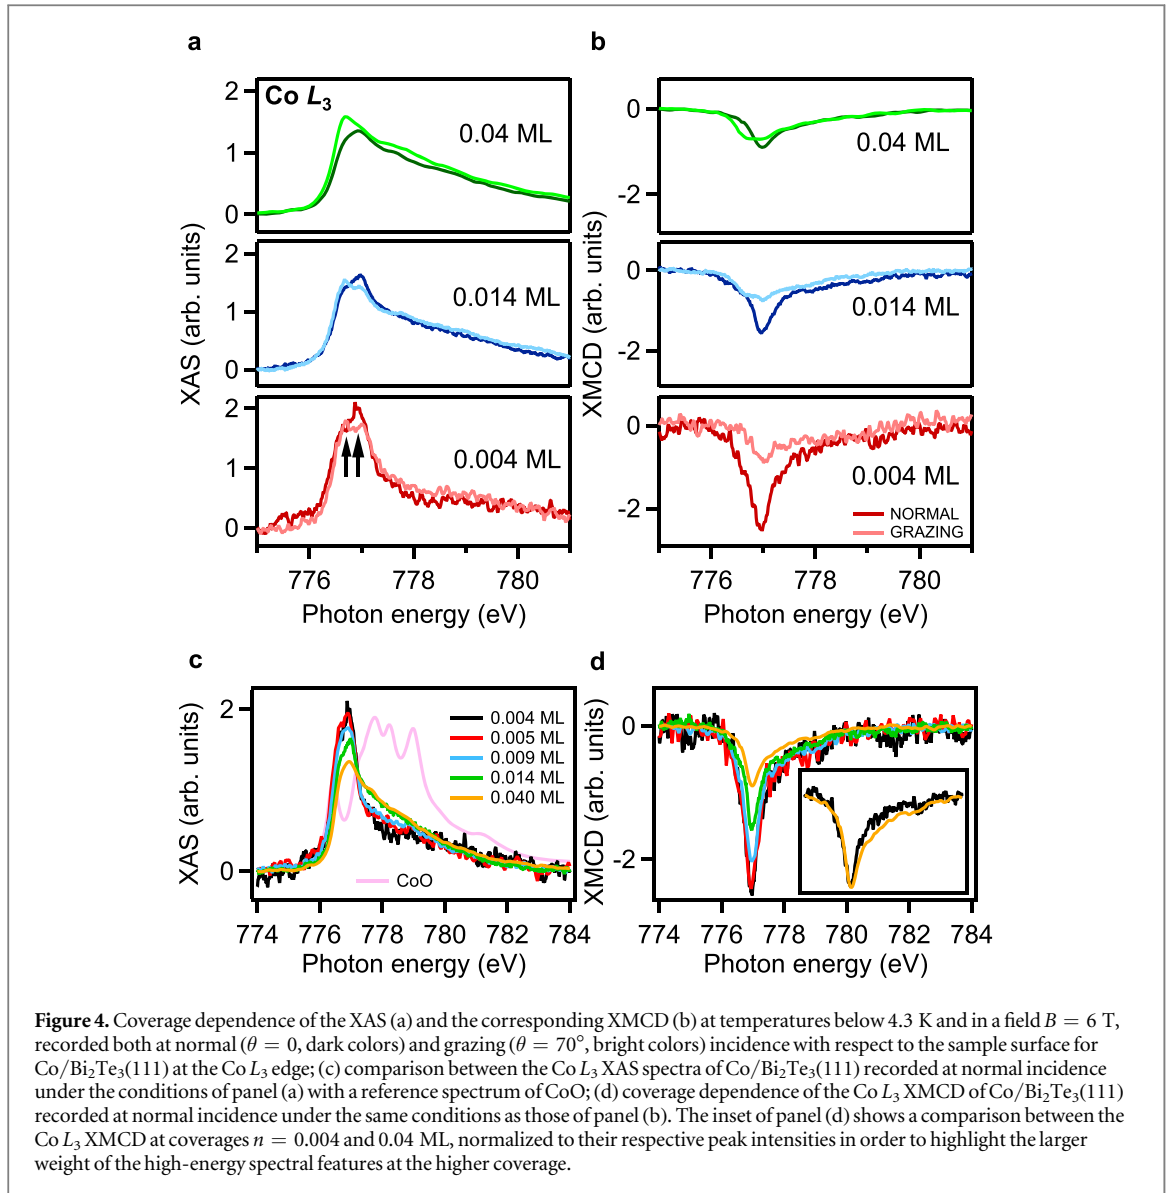 a
b
Co L3
2
1
0
0.04 ML
2
1
0
0.014 ML
2
1
0
0.004 ML
XAS (arb. units)
776
778
780
Photon energy (eV)
0
-2
0.04 ML
0
-2
0.014 ML
0
-2
0.004 ML
NORMAL
GRAZING
XMCD (arb. units)
776
778
780
Photon energy (eV)
c
d
2
0
XAS (arb. units)
0.004 ML
0.005 ML
0.009 ML
0.014 ML
0.040 ML
CoO
774 776 778 780 782 784
Photon energy (eV)
0
-2
XMCD (arb. units)
774 776 778 780 782 784
Photon energy (eV)
Figure 4. Coverage dependence of the XAS (a) and the corresponding XMCD (b) at temperatures below 4.3 K and in a field B = 6 T,
recorded both at normal (θ = 0, dark colors) and grazing (θ = 70°, bright colors) incidence with respect to the sample surface for
Co/Bi₂Te₃(111) at the Co L₃ edge; (c) comparison between the Co L₃ XAS spectra of Co/Bi₂Te₃(111) recorded at normal incidence
under the conditions of panel (a) with a reference spectrum of CoO; (d) coverage dependence of the Co L₃ XMCD of Co/Bi₂Te₃(111)
recorded at normal incidence under the same conditions as those of panel (b). The inset of panel (d) shows a comparison between the
Co L₃ XMCD at coverages n = 0.004 and 0.04 ML, normalized to their respective peak intensities in order to highlight the larger
weight of the high-energy spectral features at the higher coverage.